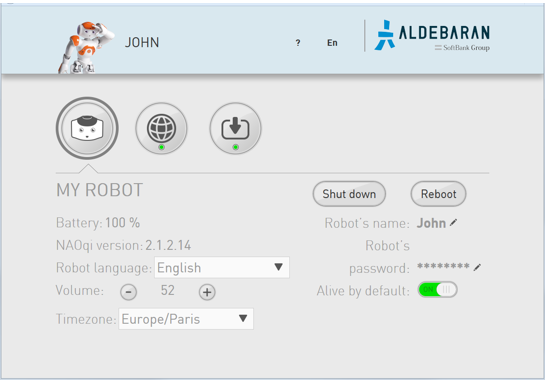 JOHN
?
En
ALDEBARAN
SoftBank Group
MY ROBOT
Shut down
Reboot
Battery: 100 %
NAOqi version: 2.1.2.14
Robot language: English
Volume: - 52 +
Timezone: Europe/Paris
Robot's name: John
Robot's
password: ********
Alive by default: ON